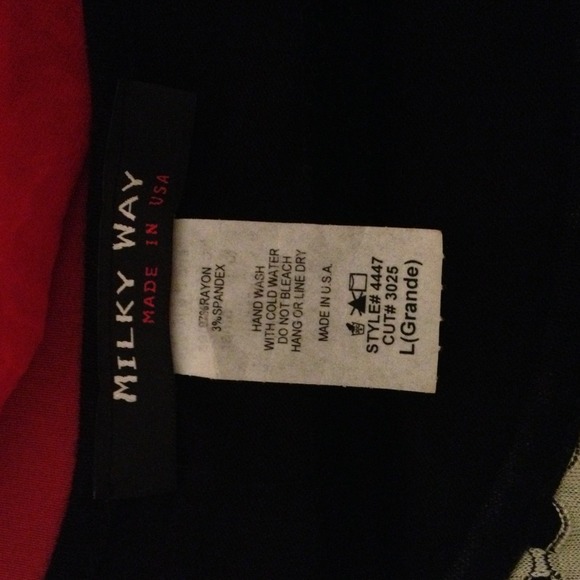 MILKY WAY
MADE IN USA
97%RAYON
3%SPANDEX
HAND WASH
WITH COLD WATER
DO NOT BLEACH
HANG OR LINE DRY
MADE IN U.S.A.
STYLE# 4447
CUT# 3025
L(Grande)